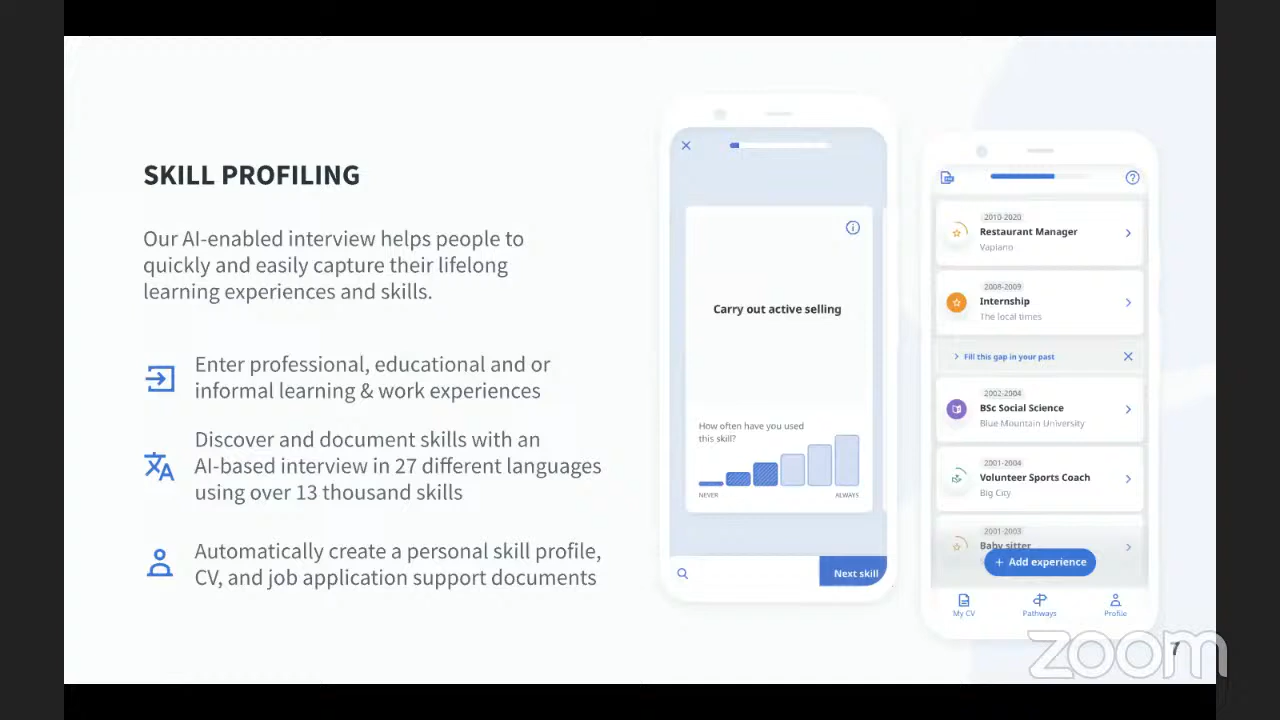 SKILL PROFILING
Our AI-enabled interview helps people to
quickly and easily capture their lifelong
learning experiences and skills.
Enter professional, educational and or
informal learning & work experiences
Discover and document skills with an
AI-based interview in 27 different languages
using over 13 thousand skills
Automatically create a personal skill profile,
CV, and job application support documents
Carry out active selling
How often have you used
this skill?
NEVER
ALWAYS
Next skill
2010-2020
Restaurant Manager
Vapiano
2008-2009
Internship
The local times
Fill this gap in your past
2002-2004
BSc Social Science
Blue Mountain University
2001-2004
Volunteer Sports Coach
Big City
2001-2003
Baby sitter
+ Add experience
My CV
Pathways
Profile
zoom
7